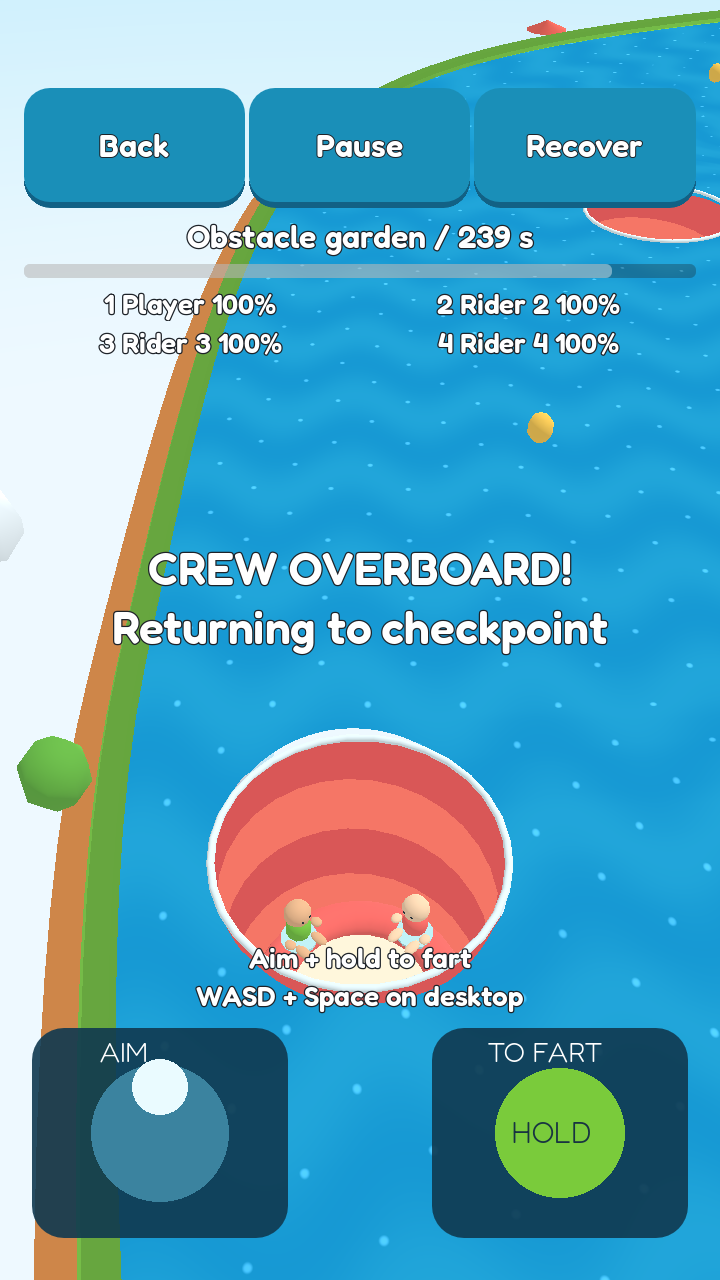 Back
Pause
Recover
Obstacle garden / 239 s
1 Player 100%
2 Rider 2 100%
3 Rider 3 100%
4 Rider 4 100%
CREW OVERBOARD!
Returning to checkpoint
Aim + hold to fart
WASD + Space on desktop
AIM
TO FART
HOLD